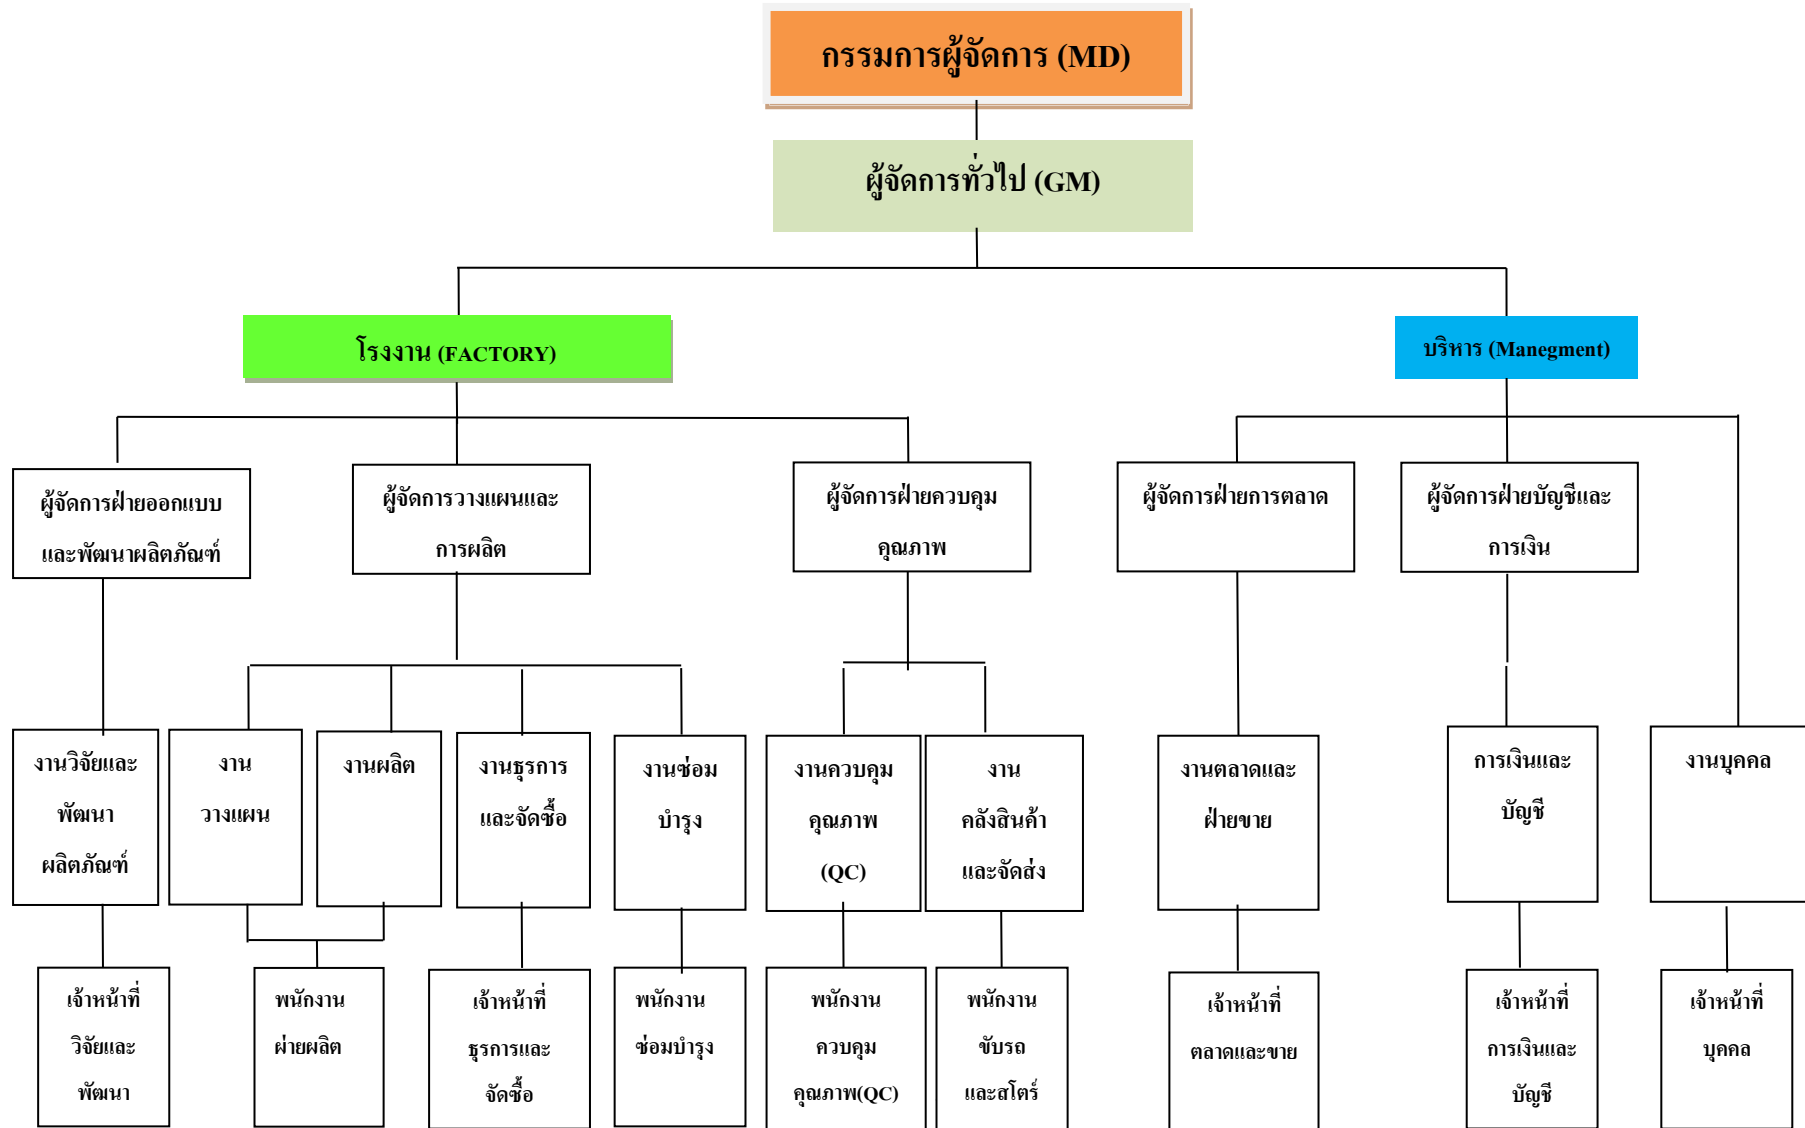 กรรมการผู้จัดการ (MD)
ผู้จัดการทั่วไป (GM)
โรงงาน (FACTORY)
บริหาร (Manegment)
ผู้จัดการฝ่ายออกแบบ
และพัฒนาผลิตภัณฑ์
ผู้จัดการวางแผนและ
การผลิต
ผู้จัดการฝ่ายควบคุม
คุณภาพ
ผู้จัดการฝ่ายการตลาด
ผู้จัดการฝ่ายบัญชีและ
การเงิน
งานวิจัยและ
พัฒนา
ผลิตภัณฑ์
งาน
วางแผน
งานผลิต
งานธุรการ
และจัดซื้อ
งานซ่อม
บำรุง
งานควบคุม
คุณภาพ
(QC)
งาน
คลังสินค้า
และจัดส่ง
งานตลาดและ
ฝ่ายขาย
การเงินและ
บัญชี
งานบุคคล
เจ้าหน้าที่
วิจัยและ
พัฒนา
พนักงาน
ฝ่ายผลิต
เจ้าหน้าที่
ธุรการและ
จัดซื้อ
พนักงาน
ซ่อมบำรุง
พนักงาน
ควบคุม
คุณภาพ(QC)
พนักงาน
ขับรถ
และสโตร์
เจ้าหน้าที่
ตลาดและขาย
เจ้าหน้าที่
การเงินและ
บัญชี
เจ้าหน้าที่
บุคคล